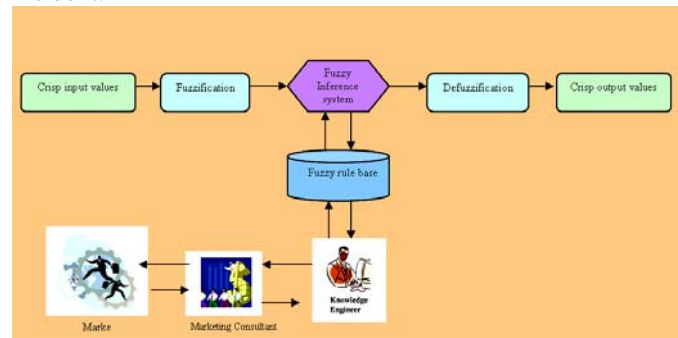 Fuzzy
Inference
system
Crisp input values
Fuzzification
Defuzzification
Crisp output values
Fuzzy rule base
Knowledge
Engineer
Marke
Marketing Consultant